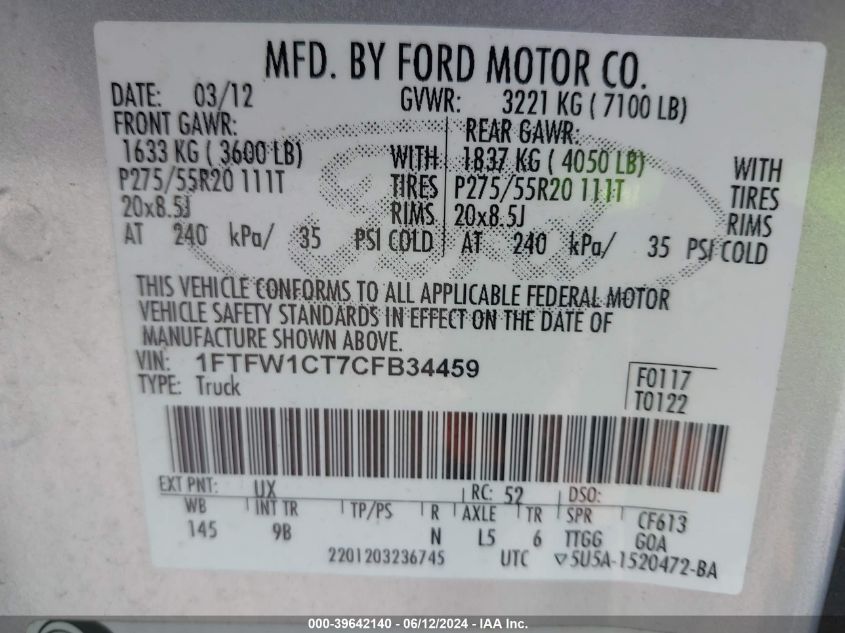 MFD. BY FORD MOTOR CO.
DATE: 03/12 GVWR: 3221 KG ( 7100 LB)
FRONT GAWR: REAR GAWR:
1633 KG ( 3600 LB) WITH 1837 KG ( 4050 LB) WITH
P275/55R20 111T TIRES P275/55R20 111T TIRES
20x8.5J RIMS 20x8.5J RIMS
AT 240 kPa/ 35 PSI COLD AT 240 kPa/ 35 PSI COLD
THIS VEHICLE CONFORMS TO ALL APPLICABLE FEDERAL MOTOR
VEHICLE SAFETY STANDARDS IN EFFECT ON THE DATE OF
MANUFACTURE SHOWN ABOVE.
VIN: 1FTFW1CT7CFB34459
TYPE: Truck
F0117
T0122
EXT PNT: UX RC: 52 DSO:
WB INT TR TP/PS R AXLE TR SPR CF613
145 9B N L5 6 TTGG GOA
2201203236745 UTC ▽5U5A-1520472-BA
000-39642140 - 06/12/2024 - IAA Inc.